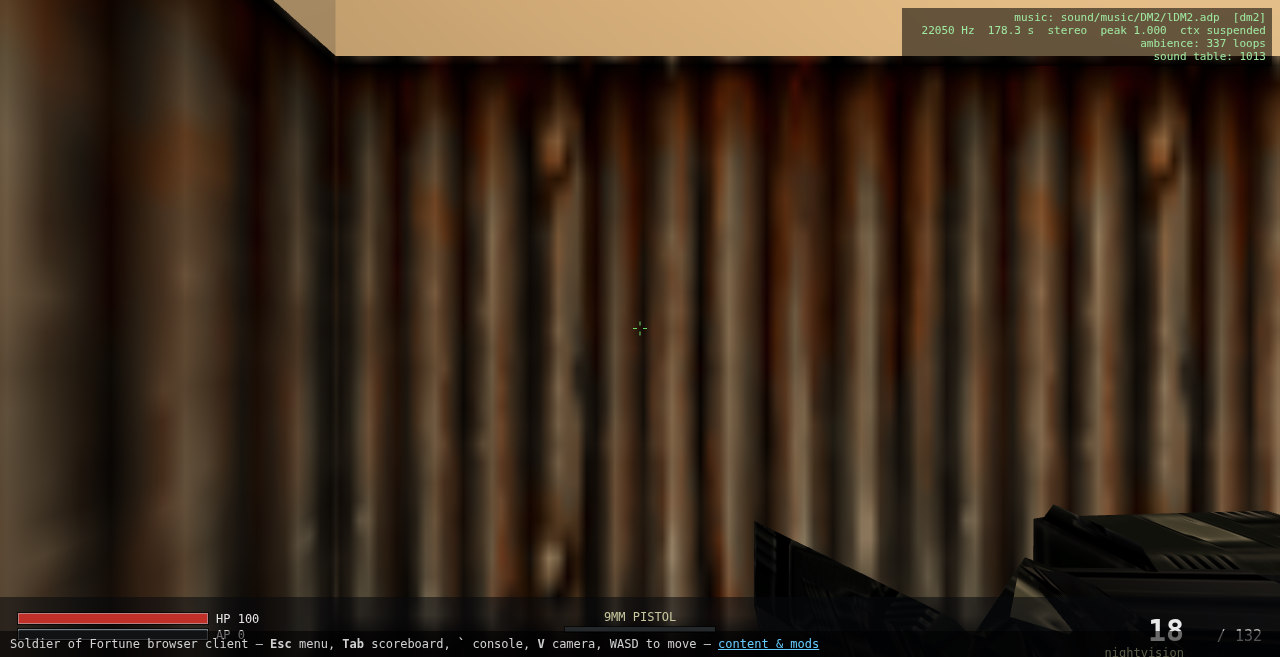 music: sound/music/DM2/lDM2.adp  [dm2]
22050 Hz  178.3 s  stereo  peak 1.000  ctx suspended
ambience: 337 loops
sound table: 1013
HP 100
AP 0
9MM PISTOL
18 / 132
nightvision
Soldier of Fortune browser client — Esc menu, Tab scoreboard, ` console, V camera, WASD to move — content & mods